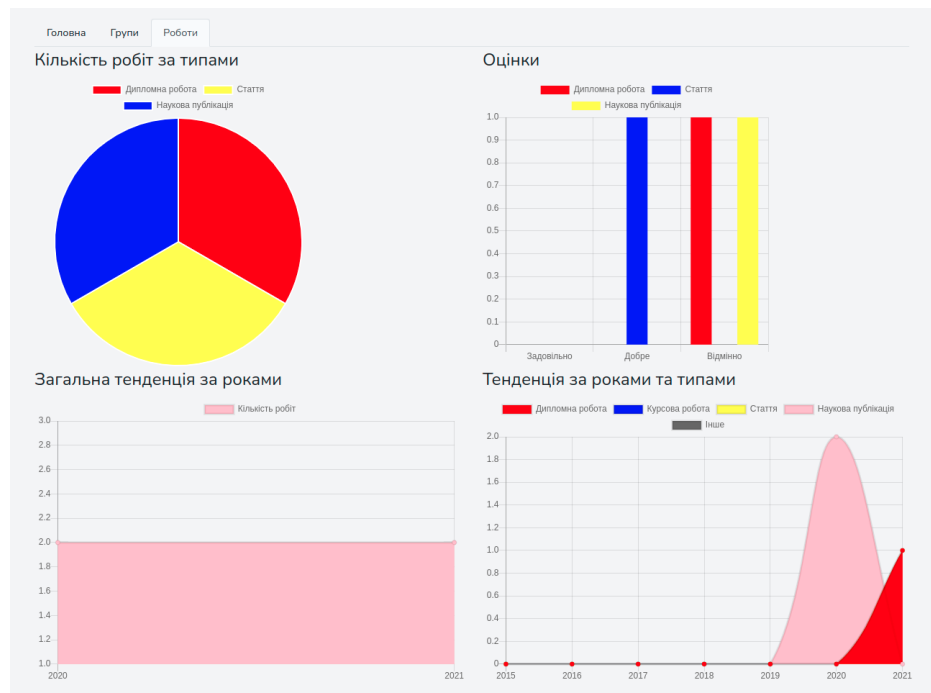 Головна Групи Роботи
Кількість робіт за типами
Дипломна робота Стаття
Наукова публікація
Оцінки
Дипломна робота Стаття
Наукова публікація
1.0
0.9
0.8
0.7
0.6
0.5
0.4
0.3
0.2
0.1
0
Задовільно Добре Відмінно
Загальна тенденція за роками
Кількість робіт
3.0
2.8
2.6
2.4
2.2
2.0
1.8
1.6
1.4
1.2
1.0
2020 2021
Тенденція за роками та типами
Дипломна робота Курсова робота Стаття Наукова публікація
Інше
2.0
1.8
1.6
1.4
1.2
1.0
0.8
0.6
0.4
0.2
0
2015 2016 2017 2018 2019 2020 2021